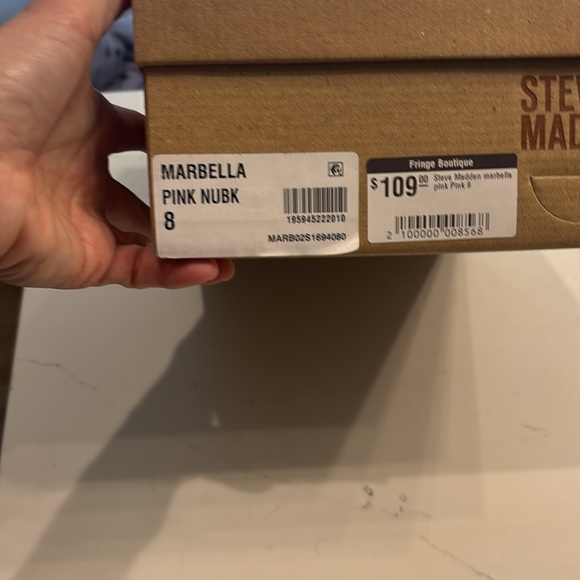 STE
MAD
MARBELLA
PINK NUBK
8
195945222010
MARB02S1694080
Fringe Boutique
$109.00 Steve Madden marbella
pink Pink 8
2 100000 008568